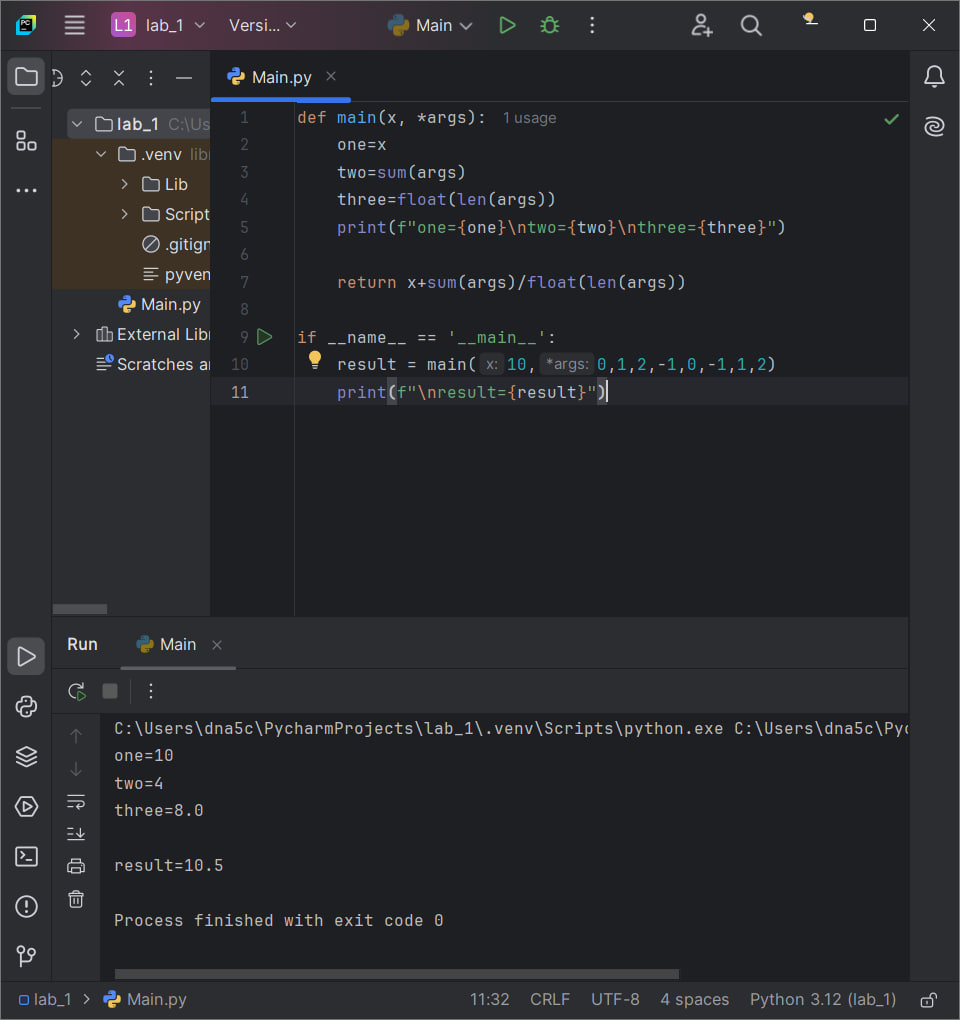 L1 lab_1 Versi... Main
Main.py
lab_1 C:\Us
.venv libr
Lib
Script
.gitign
pyven
Main.py
External Libr
Scratches ar
1 def main(x, *args): 1 usage
2 one=x
3 two=sum(args)
4 three=float(len(args))
5 print(f"one={one}\ntwo={two}\nthree={three}")
6
7 return x+sum(args)/float(len(args))
8
9 if __name__ == '__main__':
10 result = main( x: 10, *args: 0,1,2,-1,0,-1,1,2)
11 print(f"\nresult={result}")
Run Main
C:\Users\dna5c\PycharmProjects\lab_1\.venv\Scripts\python.exe C:\Users\dna5c\Pyc
one=10
two=4
three=8.0
result=10.5
Process finished with exit code 0
lab_1 Main.py 11:32 CRLF UTF-8 4 spaces Python 3.12 (lab_1)